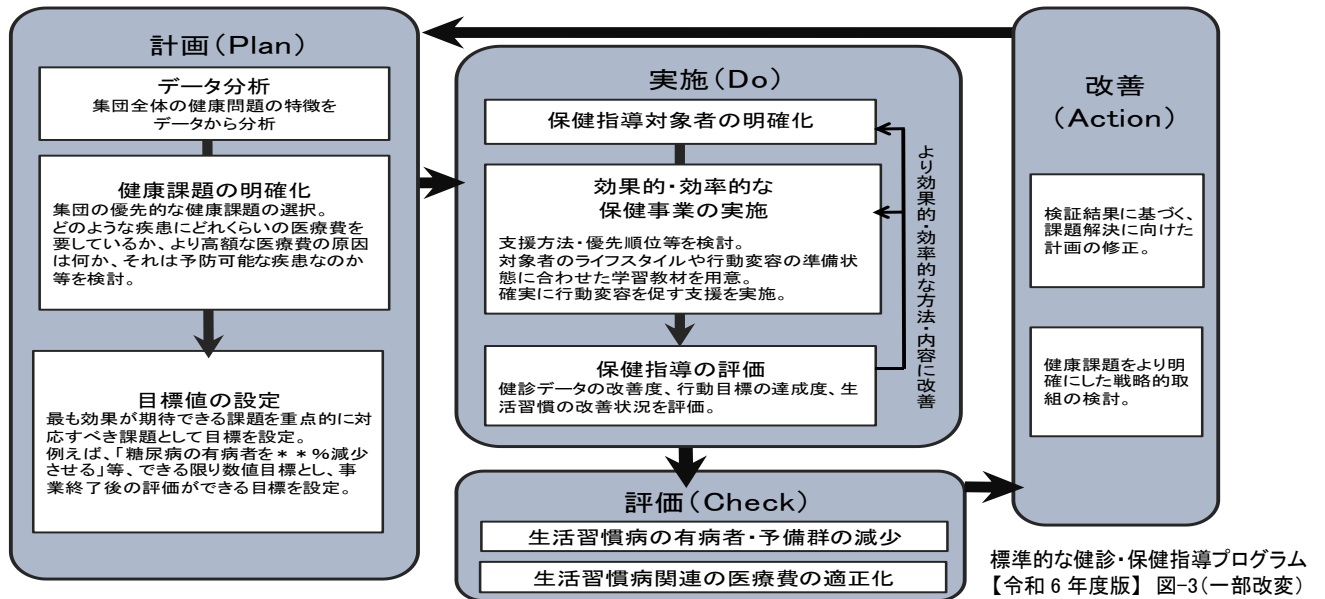 計画(Plan)
データ分析
集団全体の健康問題の特徴を
データから分析
健康課題の明確化
集団の優先的な健康課題の選択。
どのような疾患にどれくらいの医療費を
要しているか、より高額な医療費の原因
は何か、それは予防可能な疾患なのか
等を検討。
目標値の設定
最も効果が期待できる課題を重点的に対
応すべき課題として目標を設定。
例えば、「糖尿病の有病者を＊＊%減少
させる」等、できる限り数値目標とし、事
業終了後の評価ができる目標を設定。
実施(Do)
保健指導対象者の明確化
効果的・効率的な
保健事業の実施
支援方法・優先順位等を検討。
対象者のライフスタイルや行動変容の準備状
態に合わせた学習教材を用意。
確実に行動変容を促す支援を実施。
保健指導の評価
健診データの改善度、行動目標の達成度、生
活習慣の改善状況を評価。
より効果的・効率的な方法・内容に改善
評価(Check)
生活習慣病の有病者・予備群の減少
生活習慣病関連の医療費の適正化
改善
(Action)
検証結果に基づく、
課題解決に向けた
計画の修正。
健康課題をより明
確にした戦略的取
組の検討。
標準的な健診・保健指導プログラム
【令和6年度版】 図-3(一部改変)